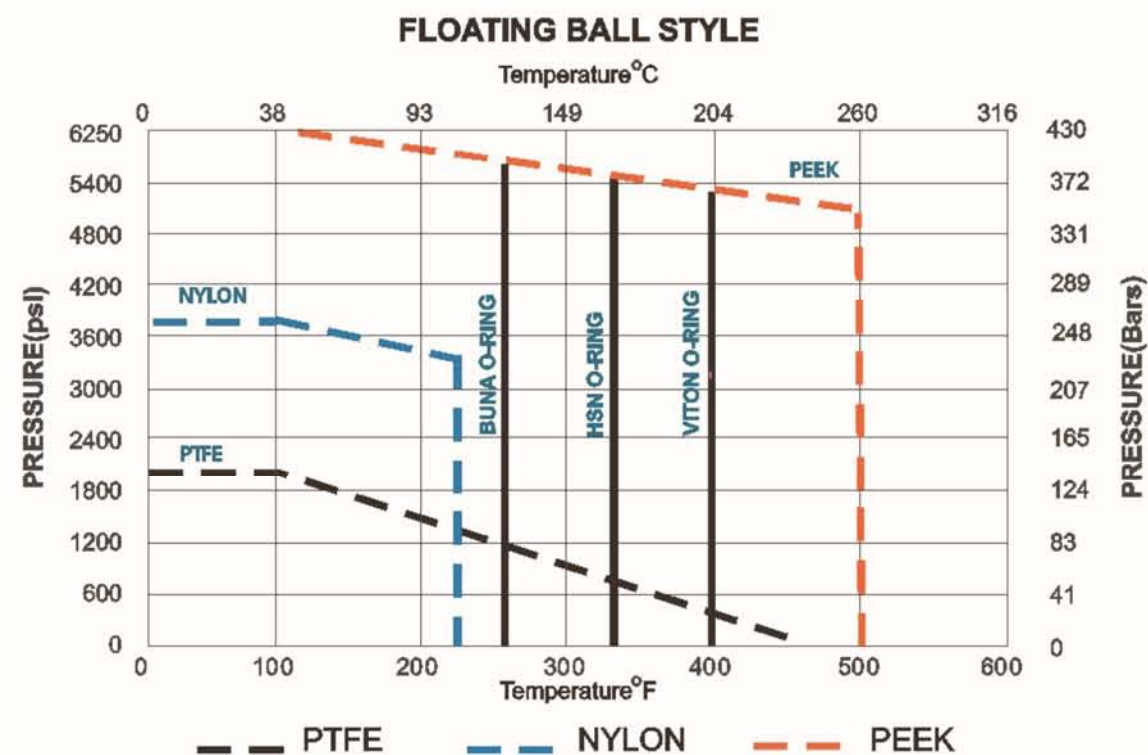 FLOATING BALL STYLE
Temperature°C
0 38 93 149 204 260 316
6250 430
5400 372
4800 331
4200 289
3600 248
3000 207
2400 165
1800 124
1200 83
600 41
0 0
PRESSURE(psi)
PRESSURE(Bars)
PEEK
NYLON
PTFE
BUNA O-RING
HSN O-RING
VITON O-RING
0 100 200 300 400 500 600
Temperature°F
PTFE NYLON PEEK